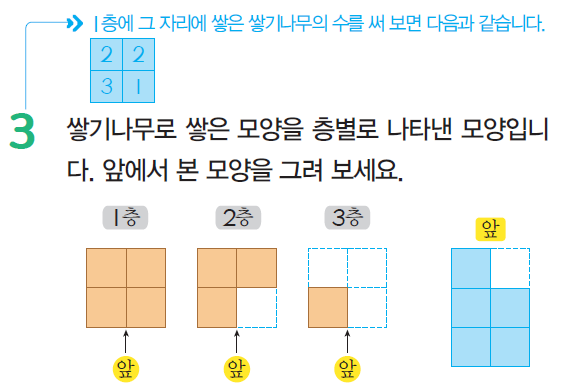 1층에 그 자리에 쌓은 쌓기나무의 수를 써 보면 다음과 같습니다.
2 2
3 1
3
쌓기나무로 쌓은 모양을 층별로 나타낸 모양입니
다. 앞에서 본 모양을 그려 보세요.
1층 2층 3층
앞
앞 앞 앞